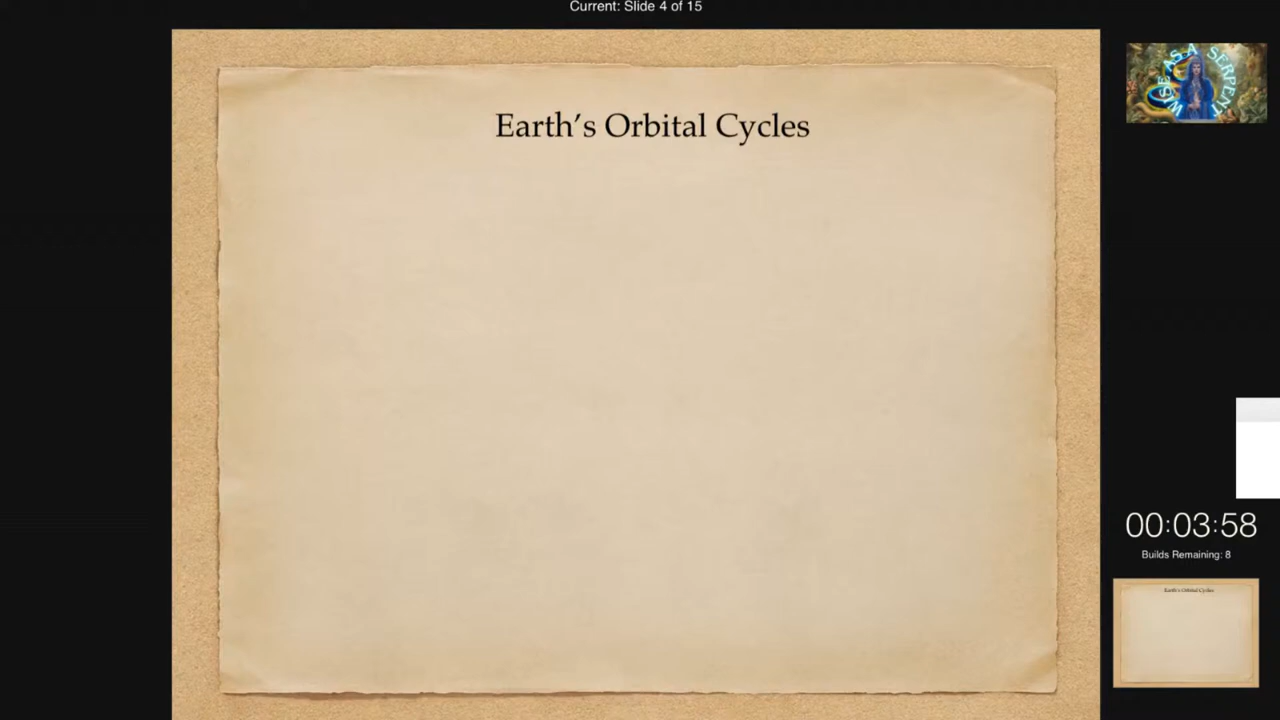 Current: Slide 4 of 15
Earth's Orbital Cycles
WISE AS A SERPENT
00:03:58
Builds Remaining: 8
Earth's Orbital Cycles